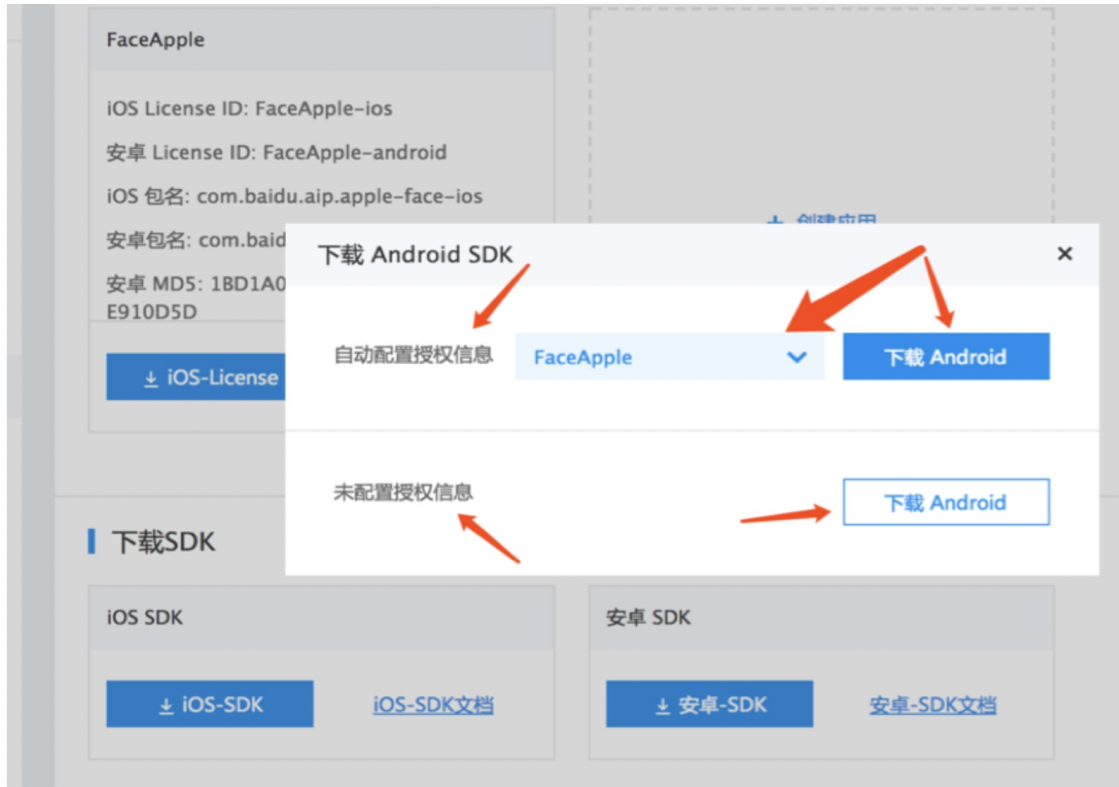 FaceApple
iOS License ID: FaceApple-ios
安卓 License ID: FaceApple-android
iOS 包名: com.baidu.aip.apple-face-ios
安卓包名: com.baid
安卓 MD5: 1BD1A0
E910D5D
iOS-License
+ 创建应用
下载 Android SDK
×
自动配置授权信息
FaceApple
下载 Android
未配置授权信息
下载 Android
下载SDK
iOS SDK
iOS-SDK
iOS-SDK文档
安卓 SDK
安卓-SDK
安卓-SDK文档